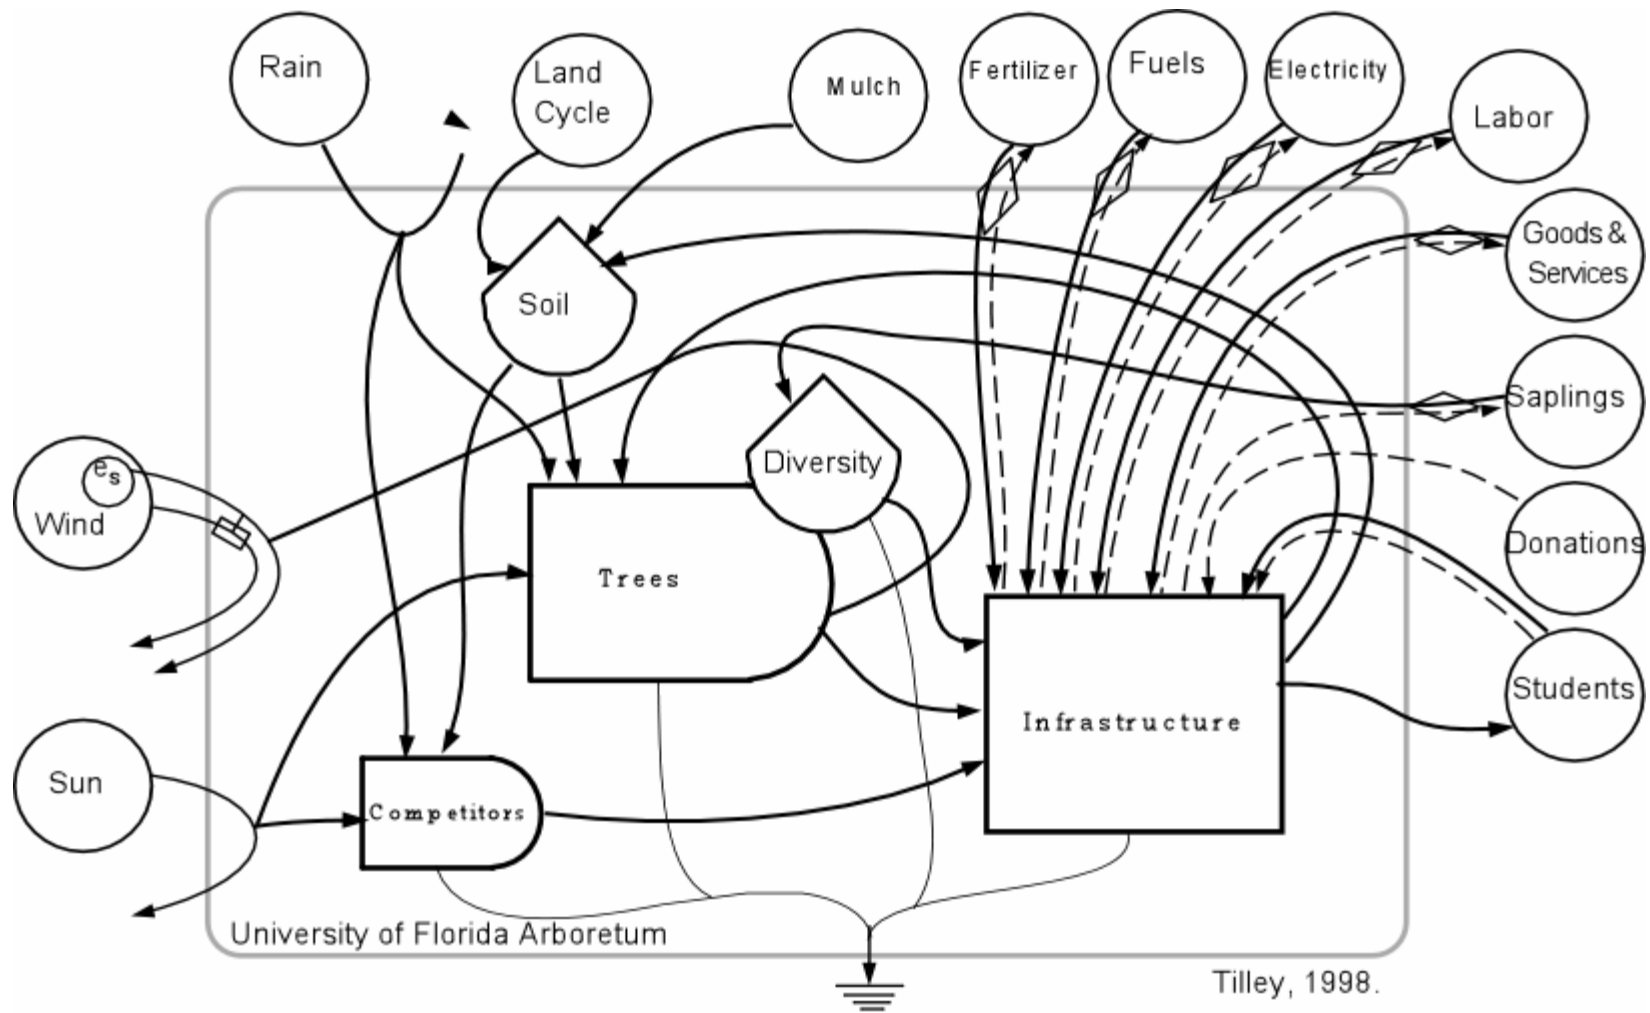 Rain
Land
Cycle
Mulch
Fertilizer
Fuels
Electricity
Labor
Goods &
Services
Soil
Saplings
Diversity
es
Wind
Donations
Trees
Students
Infrastructure
Sun
Competitors
University of Florida Arboretum
Tilley, 1998.